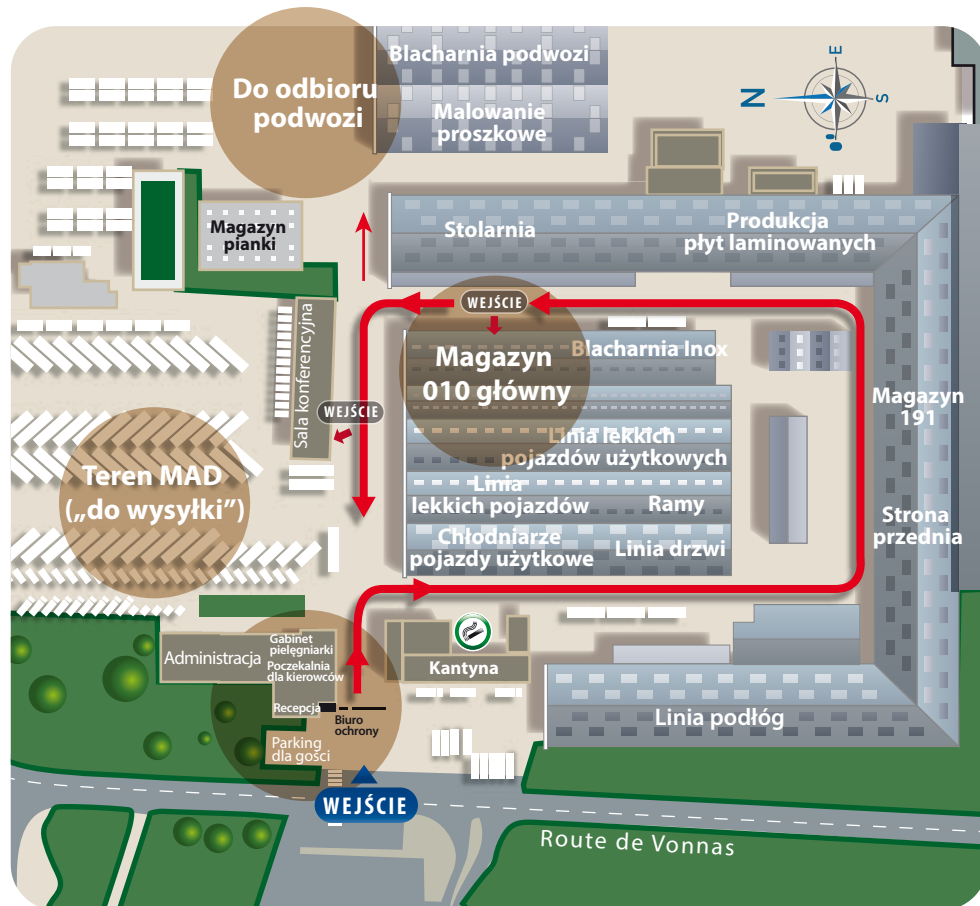 Blacharnia podwozi
Do odbioru
podwozi
Malowanie
proszkowe
E
N
S
O
Magazyn
pianki
Stolarnia
Produkcja
płyt laminowanych
WEJŚCIE
Sala konferencyjna
WEJŚCIE
Magazyn
010 główny
Blacharnia Inox
Magazyn
191
Linia lekkich
pojazdów użytkowych
Linia
lekkich pojazdów
Ramy
Teren MAD
(„do wysyłki”)
Strona
przednia
Chłodniarze
pojazdy użytkowe
Linia drzwi
Administracja
Gabinet
pielęgniarki
Poczekalnia
dla kierowców
Recepcja
Biuro
ochrony
Kantyna
Parking
dla gości
Linia podłóg
WEJŚCIE
Route de Vonnas